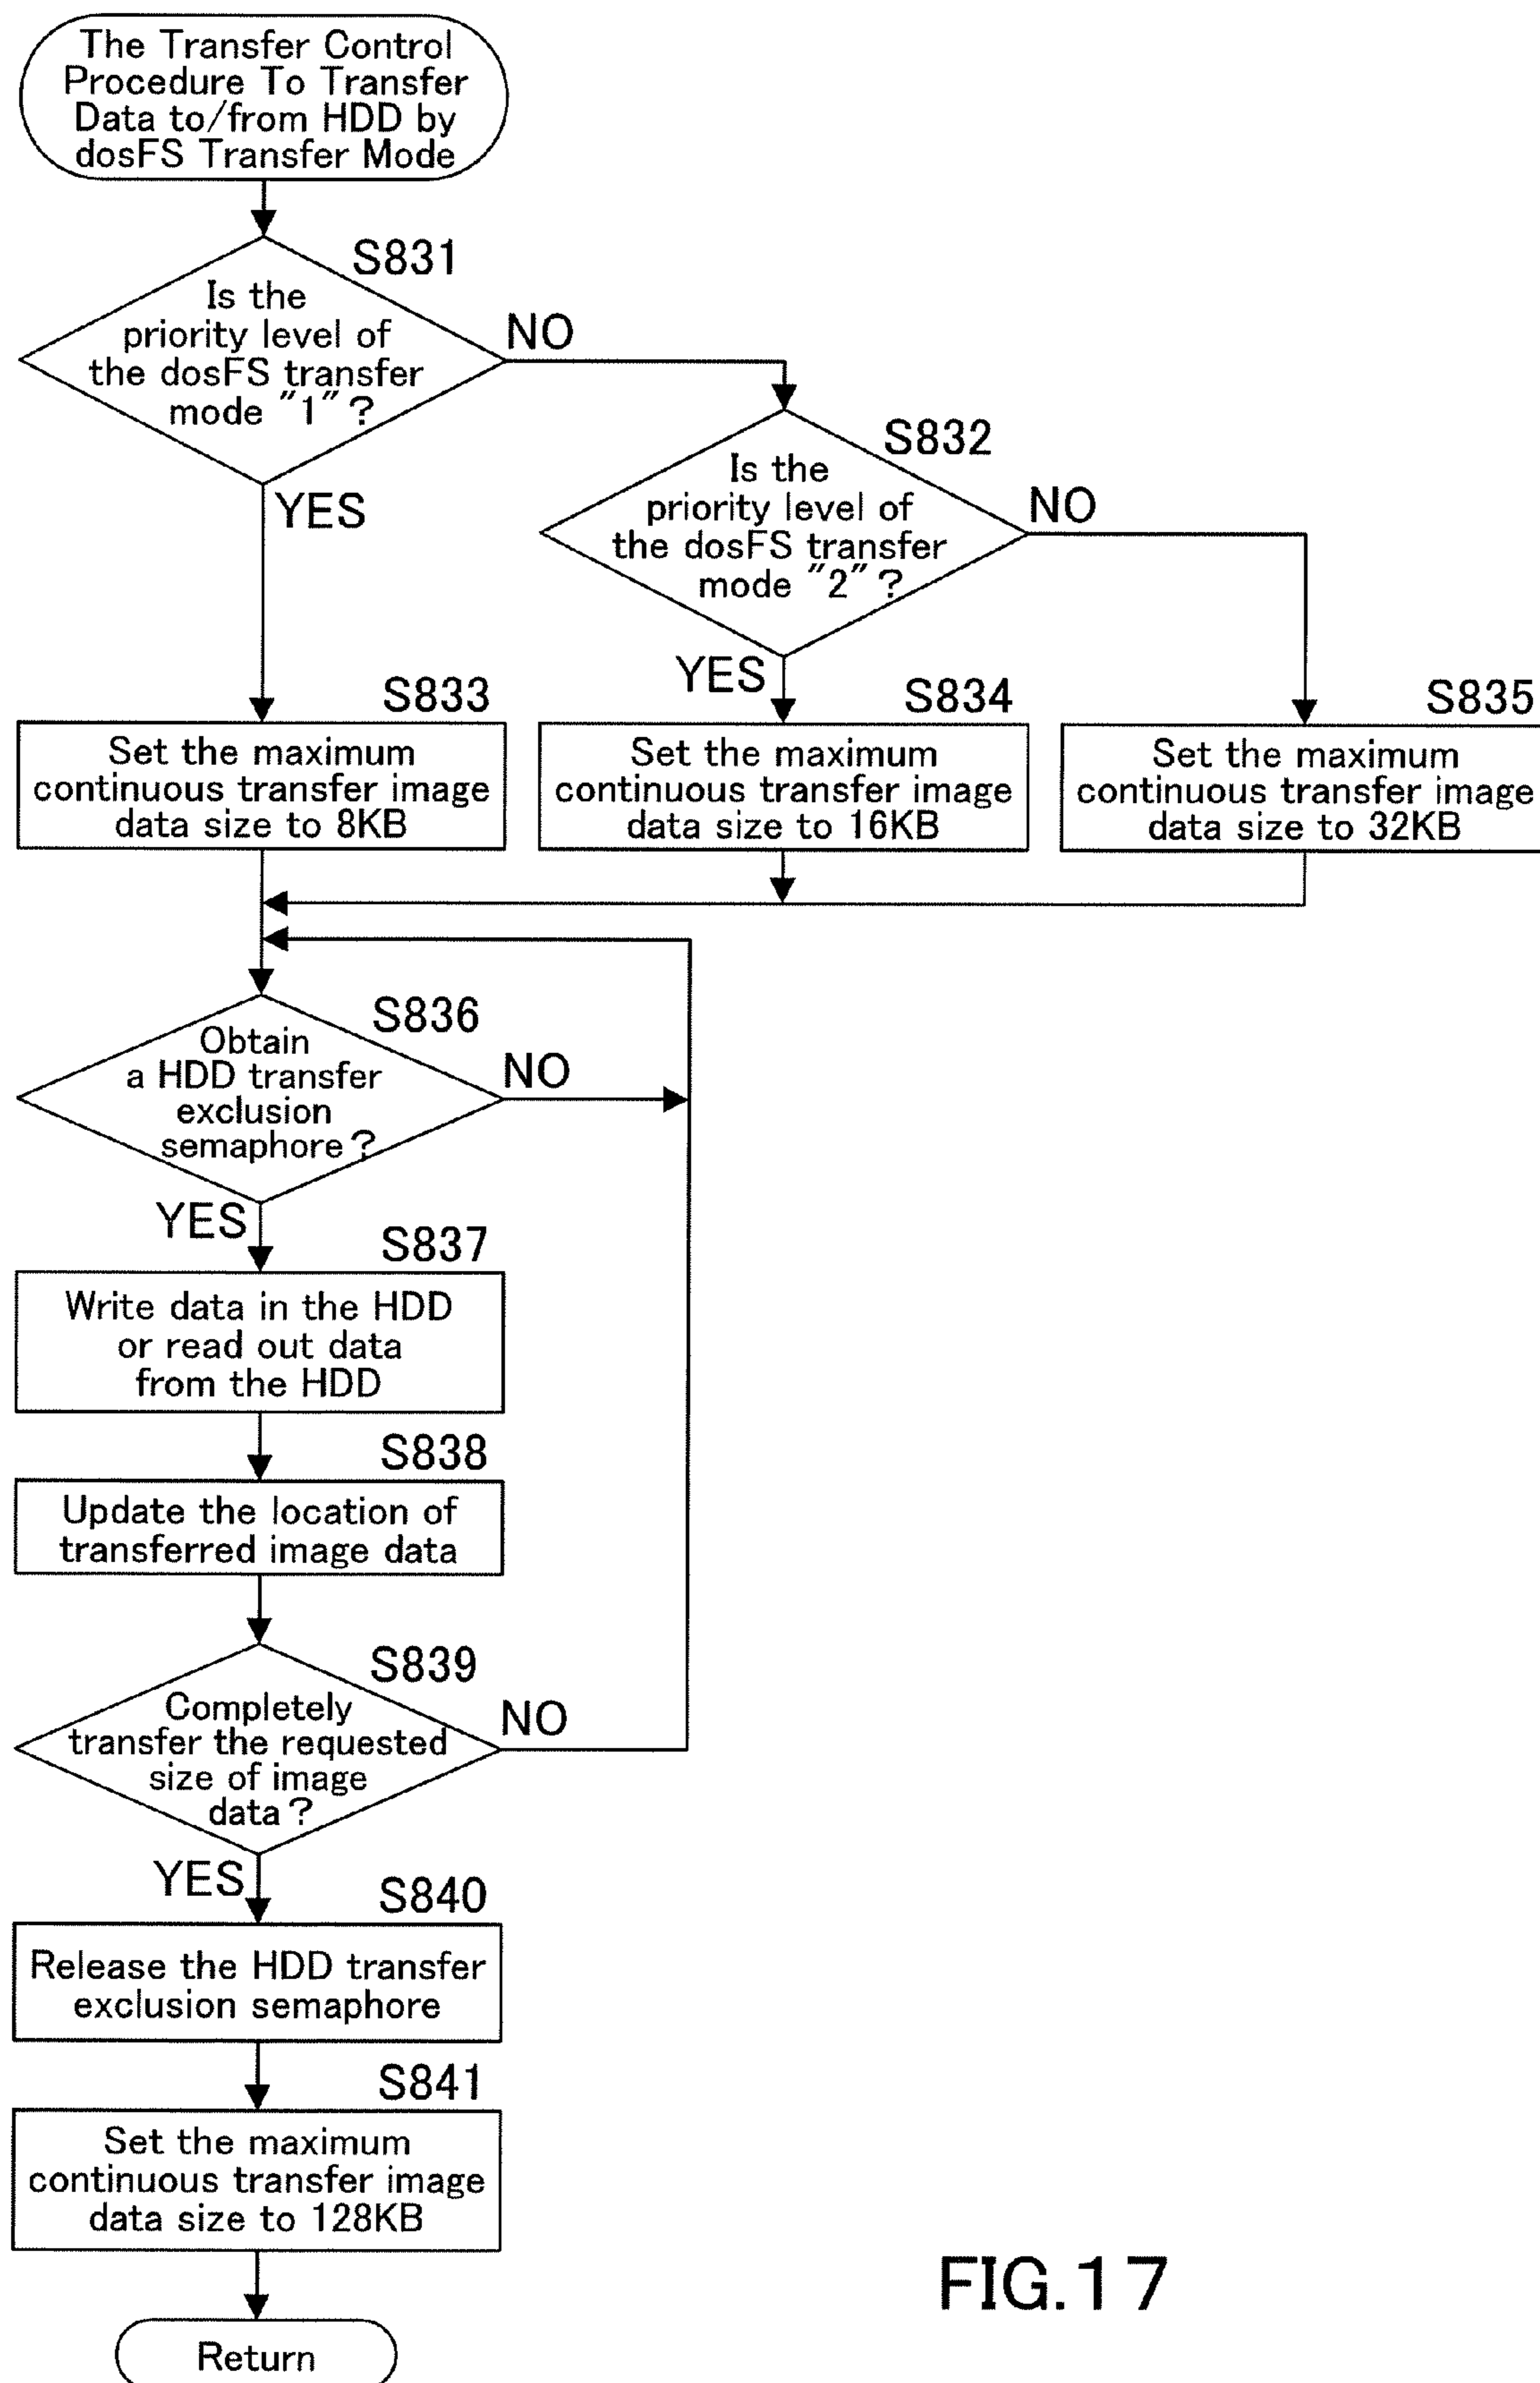 The Transfer Control
Procedure To Transfer
Data to/from HDD by
dosFS Transfer Mode
S831
Is the
priority level of
the dosFS transfer
mode "1"?
NO
YES
S832
Is the
priority level of
the dosFS transfer
mode "2"?
NO
YES
S833
Set the maximum
continuous transfer image
data size to 8KB
S834
Set the maximum
continuous transfer image
data size to 16KB
S835
Set the maximum
continuous transfer image
data size to 32KB
S836
Obtain
a HDD transfer
exclusion
semaphore?
NO
YES
S837
Write data in the HDD
or read out data
from the HDD
S838
Update the location of
transferred image data
S839
Completely
transfer the requested
size of image
data?
NO
YES
S840
Release the HDD transfer
exclusion semaphore
S841
Set the maximum
continuous transfer image
data size to 128KB
Return
FIG.17